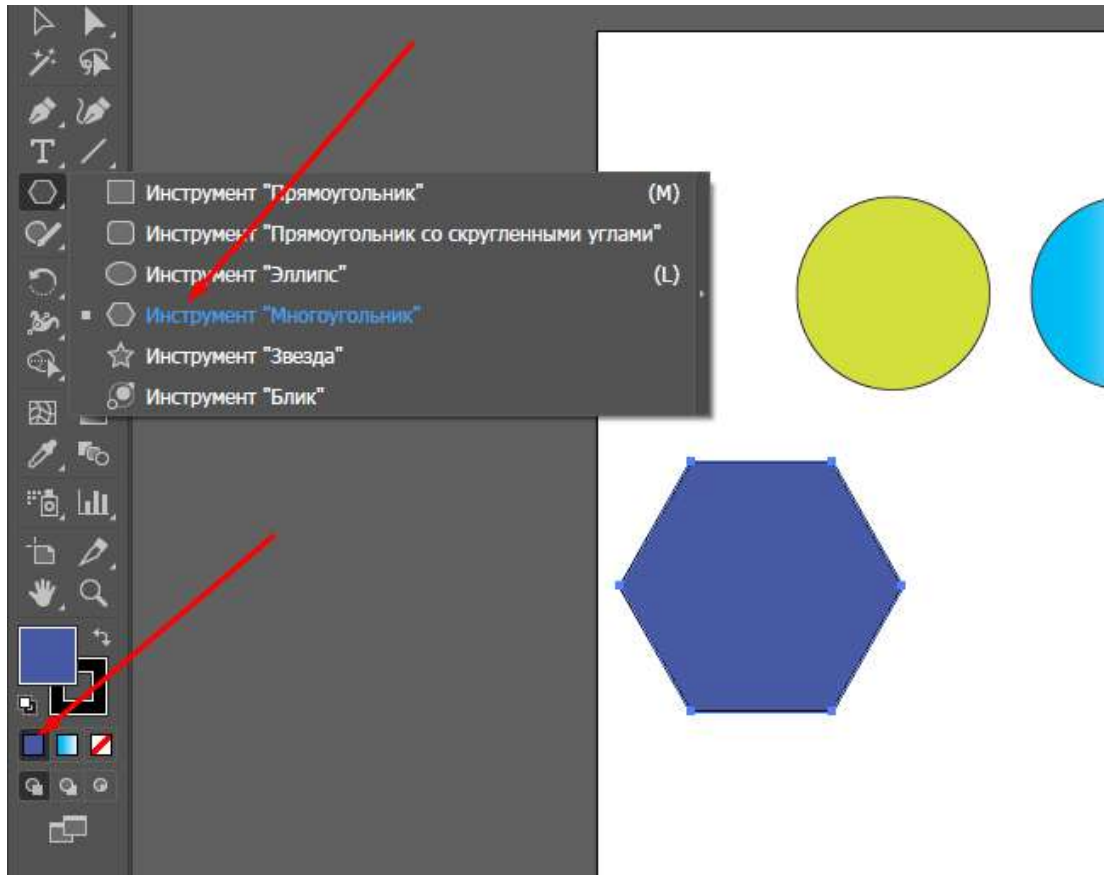 Инструмент "Прямоугольник" (M)
Инструмент "Прямоугольник со скругленными углами"
Инструмент "Эллипс" (L)
Инструмент "Многоугольник"
Инструмент "Звезда"
Инструмент "Блик"